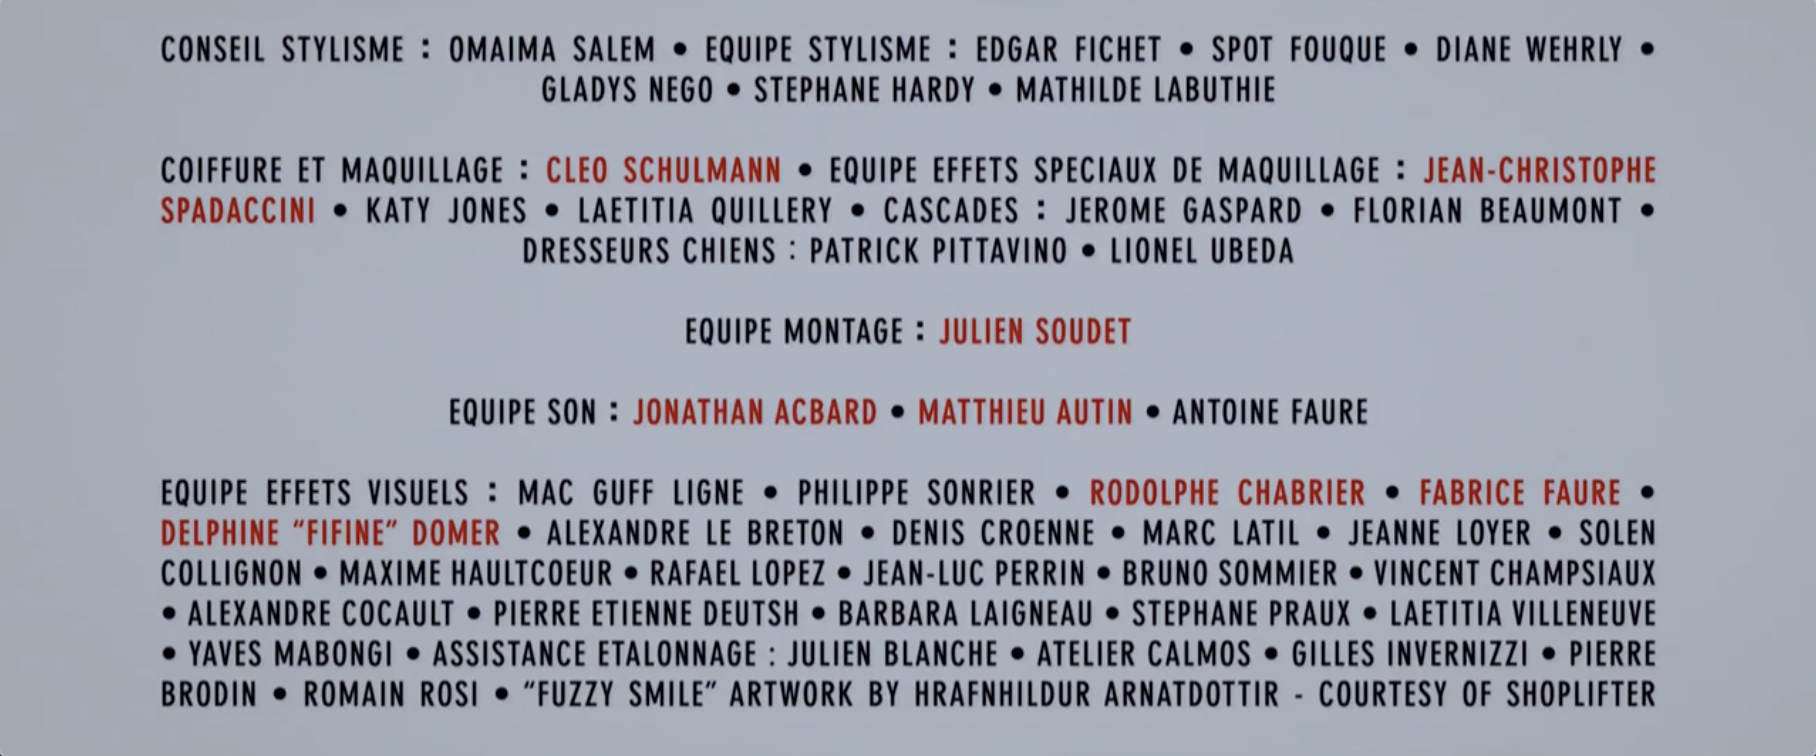 CONSEIL STYLISME : OMAIMA SALEM • EQUIPE STYLISME : EDGAR FICHET • SPOT FOUQUE • DIANE WEHRLY •
GLADYS NEGO • STEPHANE HARDY • MATHILDE LABUTHIE
COIFFURE ET MAQUILLAGE : CLEO SCHULMANN • EQUIPE EFFETS SPECIAUX DE MAQUILLAGE : JEAN-CHRISTOPHE
SPADACCINI • KATY JONES • LAETITIA QUILLERY • CASCADES : JEROME GASPARD • FLORIAN BEAUMONT •
DRESSEURS CHIENS : PATRICK PITTAVINO • LIONEL UBEDA
EQUIPE MONTAGE : JULIEN SOUDET
EQUIPE SON : JONATHAN ACBARD • MATTHIEU AUTIN • ANTOINE FAURE
EQUIPE EFFETS VISUELS : MAC GUFF LIGNE • PHILIPPE SONRIER • RODOLPHE CHABRIER • FABRICE FAURE •
DELPHINE “FIFINE” DOMER • ALEXANDRE LE BRETON • DENIS CROENNE • MARC LATIL • JEANNE LOYER • SOLEN
COLLIGNON • MAXIME HAULTCOEUR • RAFAEL LOPEZ • JEAN-LUC PERRIN • BRUNO SOMMIER • VINCENT CHAMPSIAUX
• ALEXANDRE COCAULT • PIERRE ETIENNE DEUTSH • BARBARA LAIGNEAU • STEPHANE PRAUX • LAETITIA VILLENEUVE
• YAVES MABONGI • ASSISTANCE ETALONNAGE : JULIEN BLANCHE • ATELIER CALMOS • GILLES INVERNIZZI • PIERRE
BRODIN • ROMAIN ROSI • “FUZZY SMILE” ARTWORK BY HRAFNHILDUR ARNATDOTTIR - COURTESY OF SHOPLIFTER